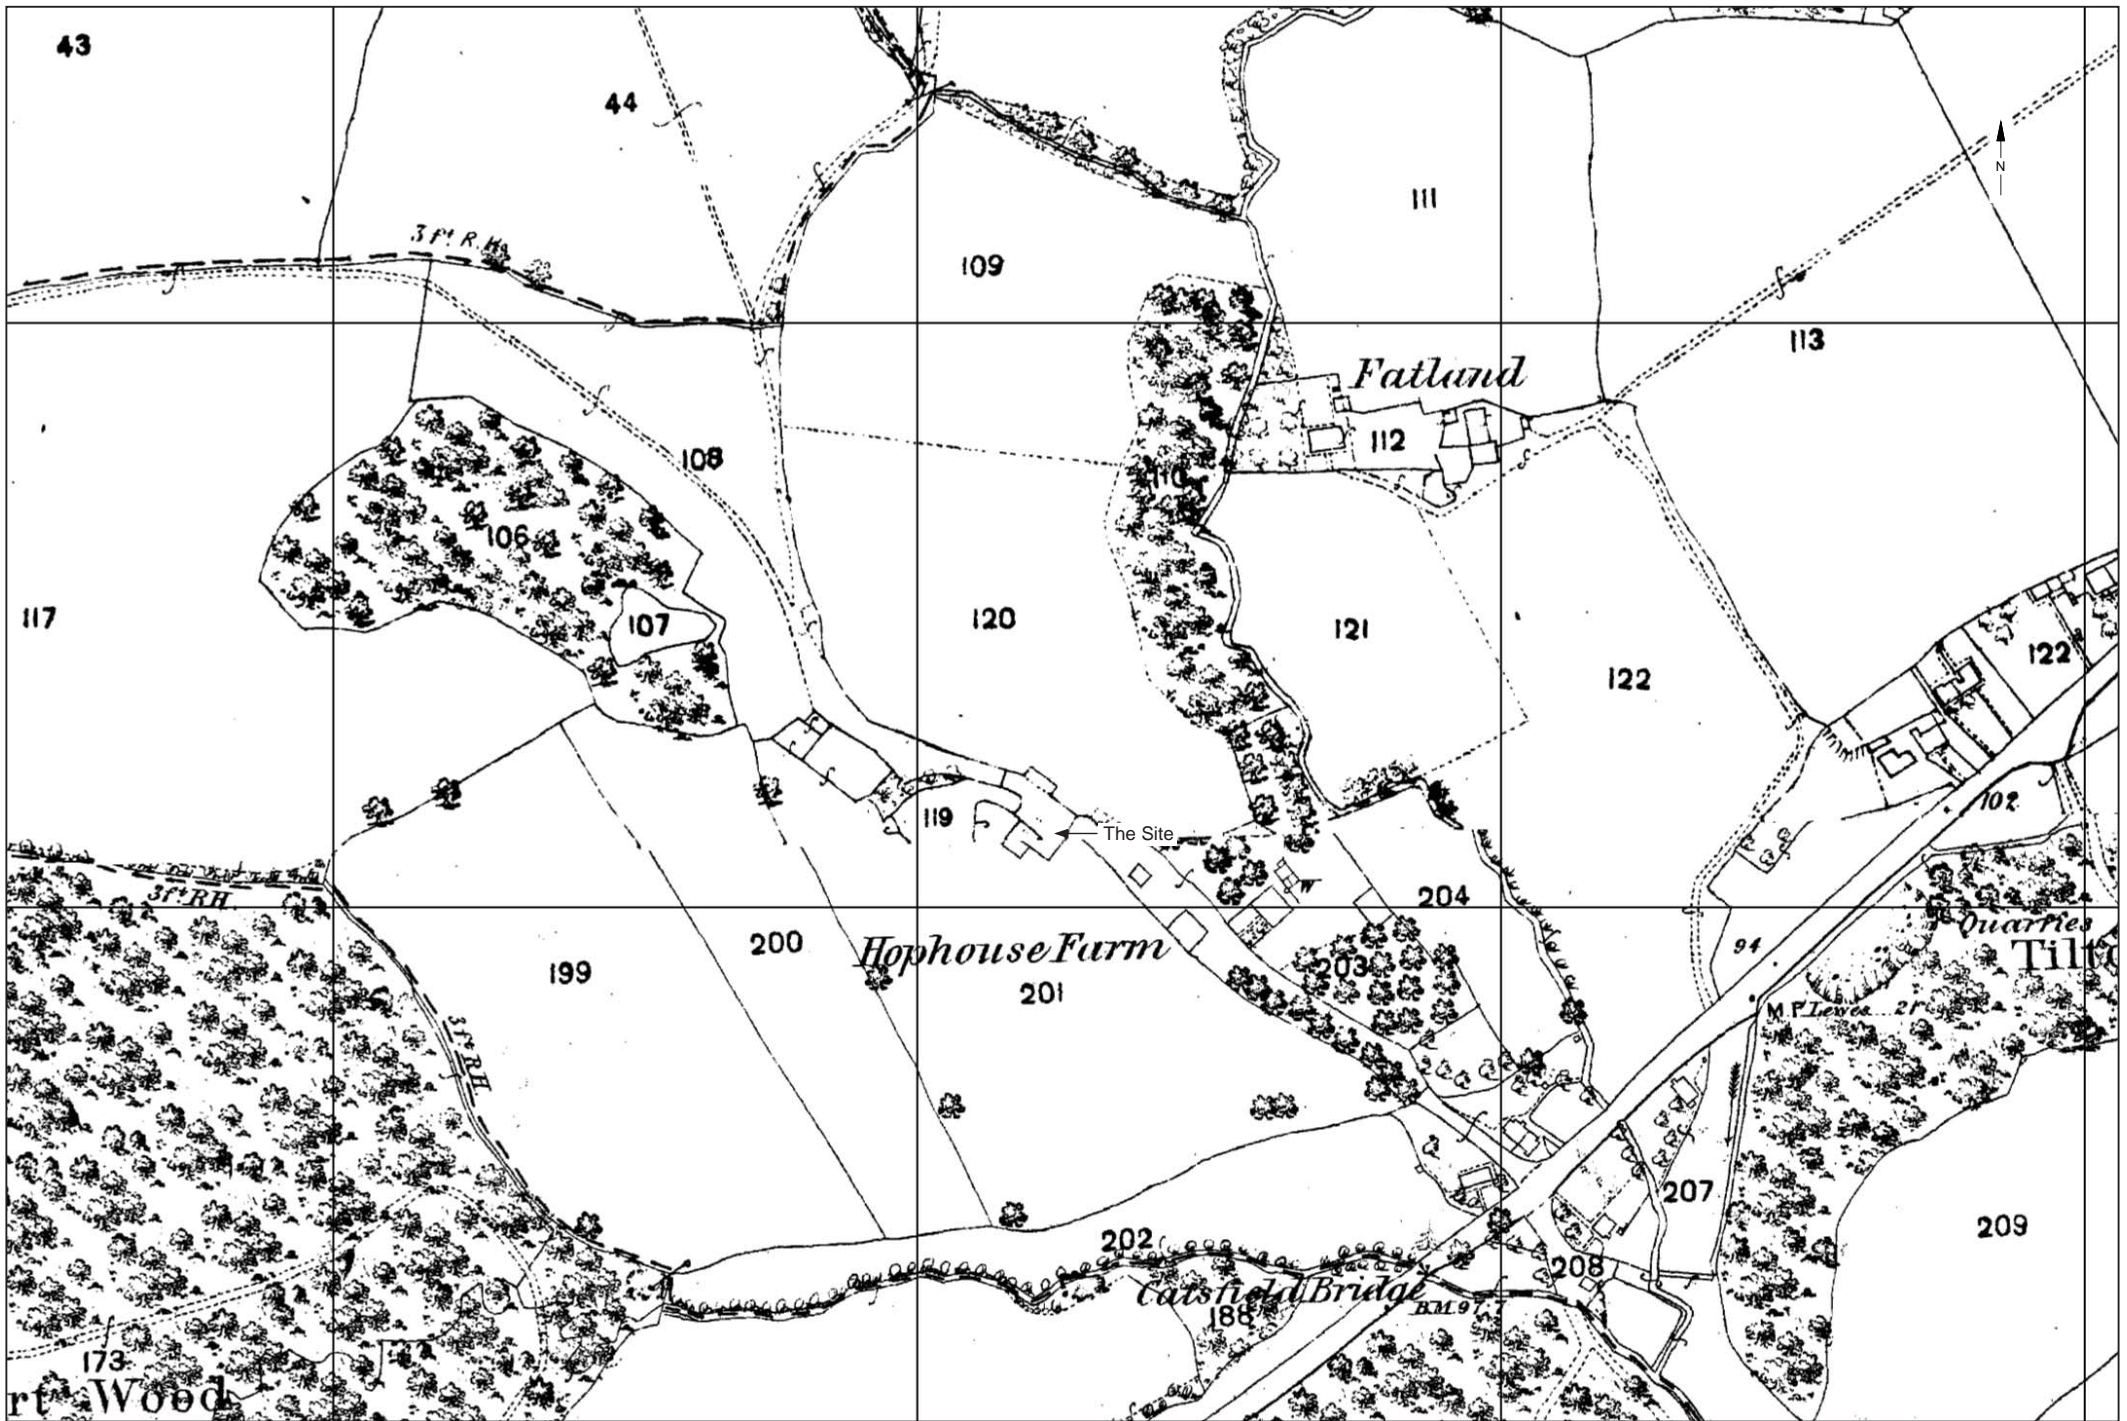 43
44
111
N
3 ft R.H.
109
113
Fatland
112
108
110
106
107
117
120
121
122
122
102
119
The Site
3 ft RH.
W
204
Quarries
200
Hophouse Farm
203
94
199
201
M.P. Lewes
3 ft RH
207
209
202
208
Catsfield Bridge
B.M. 97.7
188
173
rt Wood